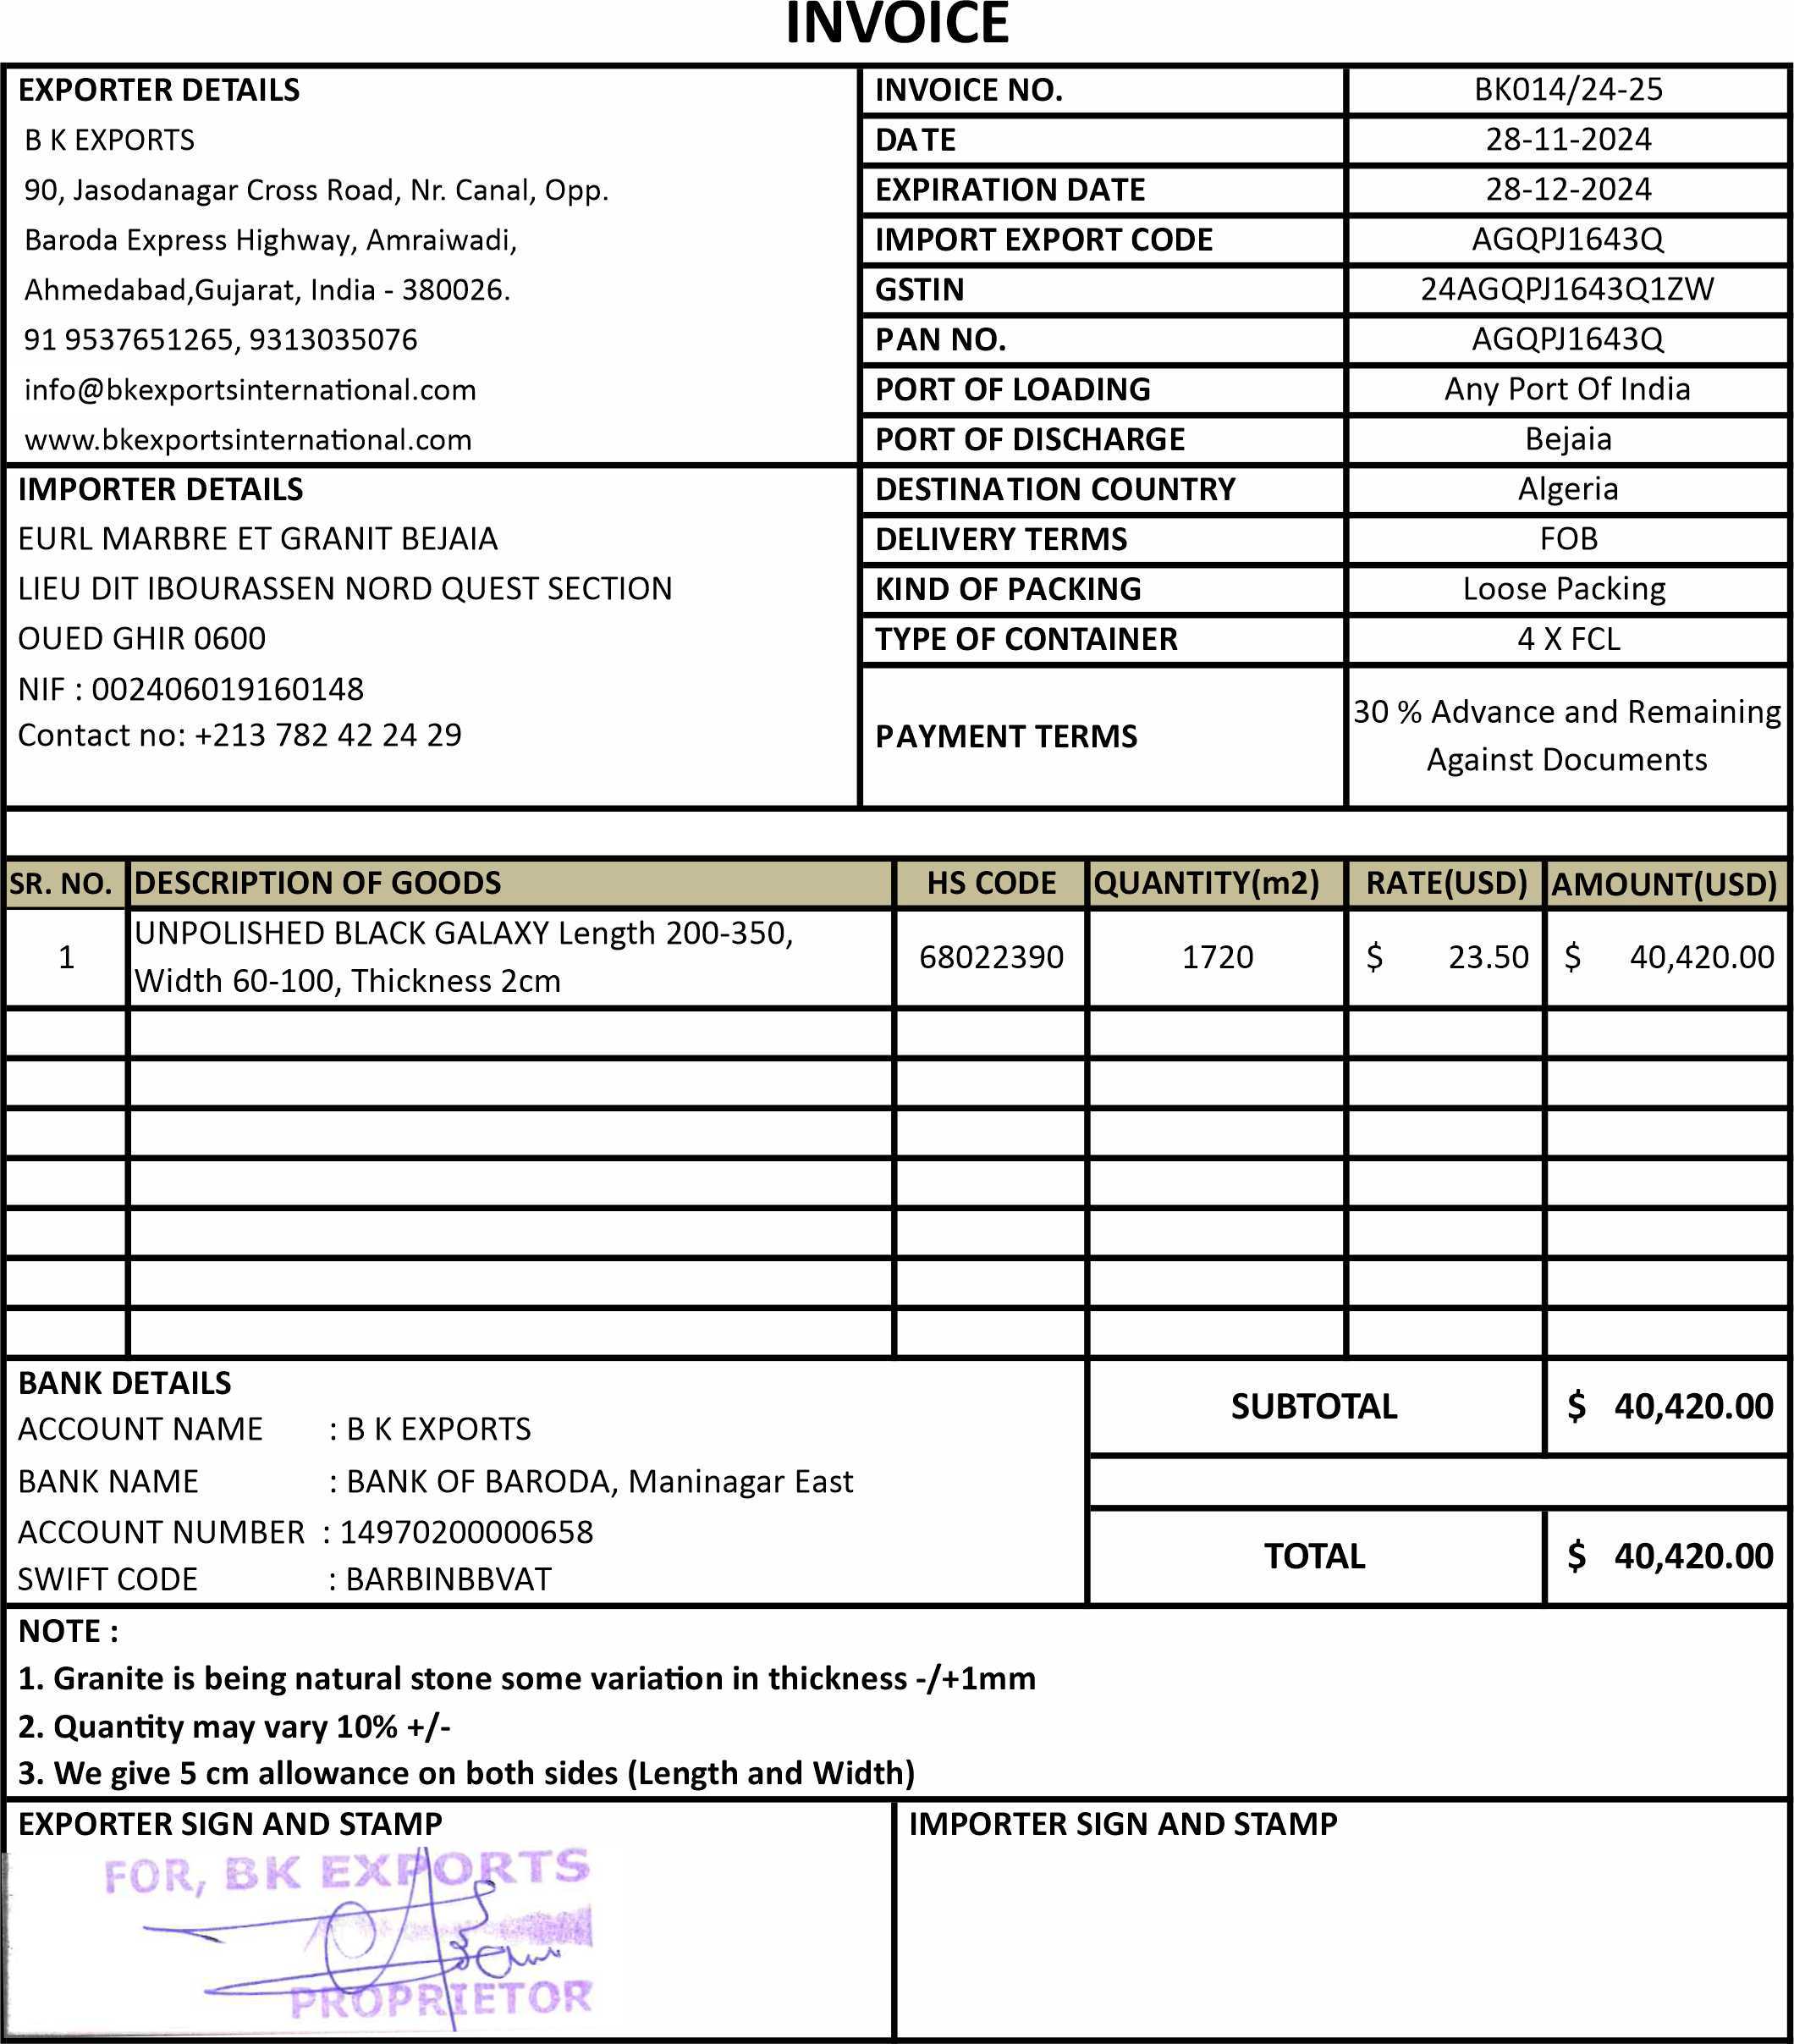 INVOICE
EXPORTER DETAILS
B K EXPORTS
90, Jasodanagar Cross Road, Nr. Canal, Opp.
Baroda Express Highway, Amraiwadi,
Ahmedabad,Gujarat, India - 380026.
91 9537651265, 9313035076
info@bkexportsinternational.com
www.bkexportsinternational.com
IMPORTER DETAILS
EURL MARBRE ET GRANIT BEJAIA
LIEU DIT IBOURASSEN NORD QUEST SECTION
OUED GHIR 0600
NIF : 002406019160148
Contact no: +213 782 42 24 29
INVOICE NO. BK014/24-25
DATE 28-11-2024
EXPIRATION DATE 28-12-2024
IMPORT EXPORT CODE AGQPJ1643Q
GSTIN 24AGQPJ1643Q1ZW
PAN NO. AGQPJ1643Q
PORT OF LOADING Any Port Of India
PORT OF DISCHARGE Bejaia
DESTINATION COUNTRY Algeria
DELIVERY TERMS FOB
KIND OF PACKING Loose Packing
TYPE OF CONTAINER 4 X FCL
PAYMENT TERMS 30 % Advance and Remaining
Against Documents
SR. NO. DESCRIPTION OF GOODS HS CODE QUANTITY(m2) RATE(USD) AMOUNT(USD)
1 UNPOLISHED BLACK GALAXY Length 200-350, 68022390 1720 $ 23.50 $ 40,420.00
Width 60-100, Thickness 2cm
BANK DETAILS
ACCOUNT NAME : B K EXPORTS
BANK NAME : BANK OF BARODA, Maninagar East
ACCOUNT NUMBER : 14970200000658
SWIFT CODE : BARBINBBVAT
SUBTOTAL $ 40,420.00
TOTAL $ 40,420.00
NOTE :
1. Granite is being natural stone some variation in thickness -/+1mm
2. Quantity may vary 10% +/-
3. We give 5 cm allowance on both sides (Length and Width)
EXPORTER SIGN AND STAMP
FOR, BK EXPORTS
PROPRIETOR
IMPORTER SIGN AND STAMP